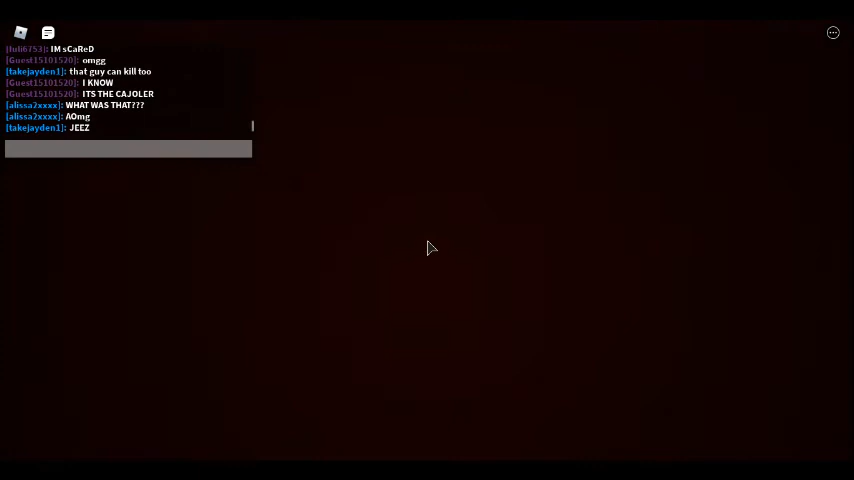 [fuli6753]: IM sCaReD
[Guest15101520]: omgg
[takejayden1]: that guy can kill too
[Guest15101520]: I KNOW
[Guest15101520]: ITS THE CAJOLER
[alissa2xxxx]: WHAT WAS THAT???
[alissa2xxxx]: AOmg
[takejayden1]: JEEZ